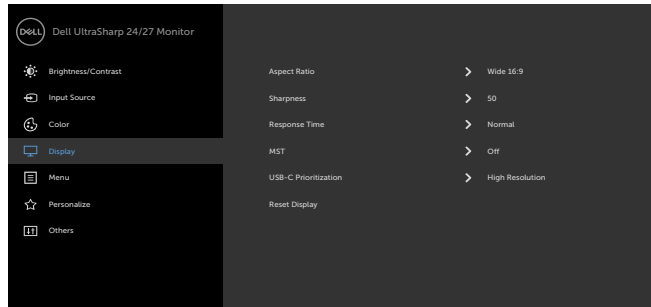 DELL Dell UltraSharp 24/27 Monitor
Brightness/Contrast
Input Source
Color
Display
Menu
Personalize
Others
Aspect Ratio Wide 16:9
Sharpness 50
Response Time Normal
MST Off
USB-C Prioritization High Resolution
Reset Display